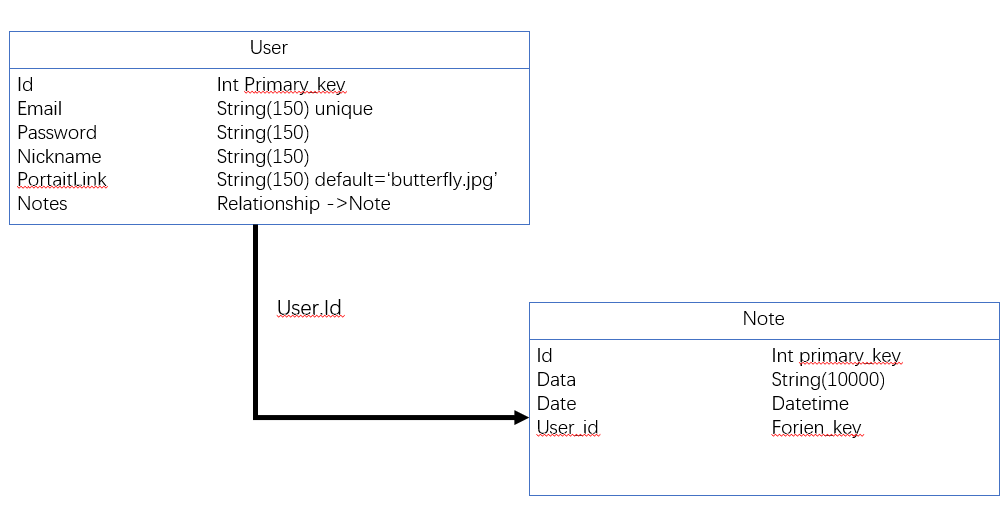 User
Id Int Primary_key
Email String(150) unique
Password String(150)
Nickname String(150)
PortaitLink String(150) default=‘butterfly.jpg’
Notes Relationship ->Note
User.Id
Note
Id Int primary_key
Data String(10000)
Date Datetime
User_id Forien_key